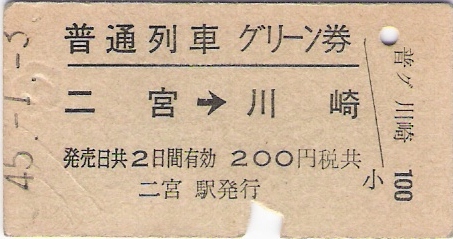 普通列車 グリーン券
二宮→川崎
発売日共2日間有効 200円税共
二宮 駅発行
45.-1.-3
普グ 川崎
小 100